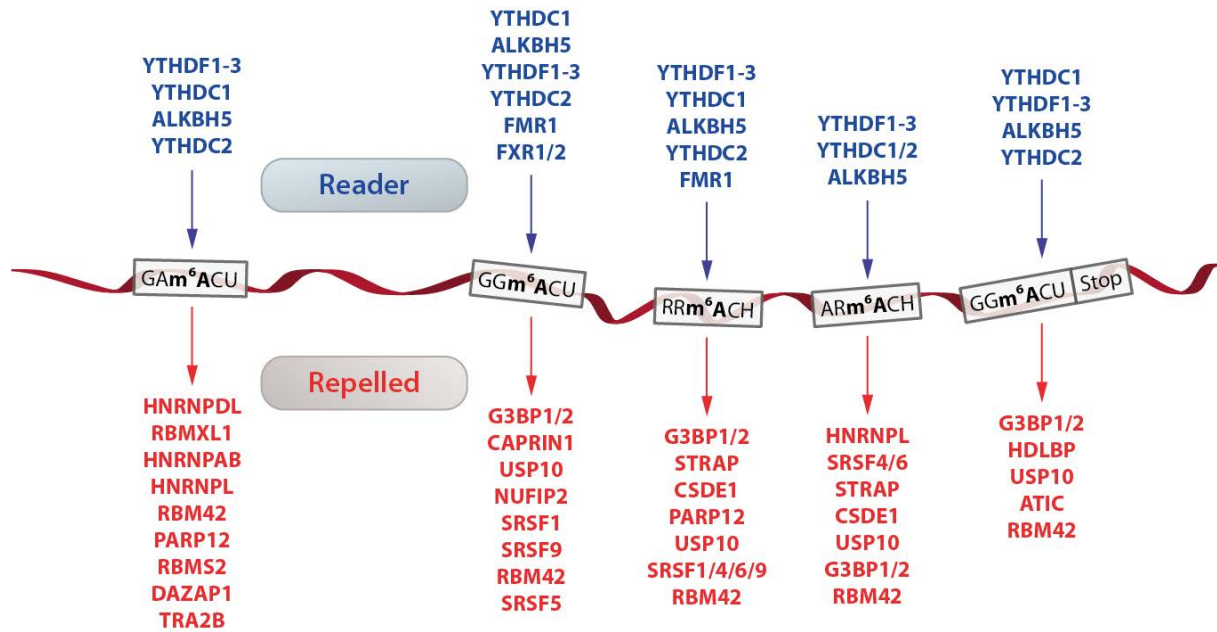 YTHDF1-3
YTHDC1
ALKBH5
YTHDC2
GAm⁶ACU
HNRNPDL
RBMXL1
HNRNPAB
HNRNPL
RBM42
PARP12
RBMS2
DAZAP1
TRA2B
Reader
Repelled
YTHDC1
ALKBH5
YTHDF1-3
YTHDC2
FMR1
FXR1/2
GGm⁶ACU
G3BP1/2
CAPRIN1
USP10
NUFIP2
SRSF1
SRSF9
RBM42
SRSF5
YTHDF1-3
YTHDC1
ALKBH5
YTHDC2
FMR1
RRm⁶ACH
G3BP1/2
STRAP
CSDE1
PARP12
USP10
SRSF1/4/6/9
RBM42
YTHDF1-3
YTHDC1/2
ALKBH5
ARm⁶ACH
HNRNPL
SRSF4/6
STRAP
CSDE1
USP10
G3BP1/2
RBM42
YTHDC1
YTHDF1-3
ALKBH5
YTHDC2
GGm⁶ACU Stop
G3BP1/2
HDLBP
USP10
ATIC
RBM42